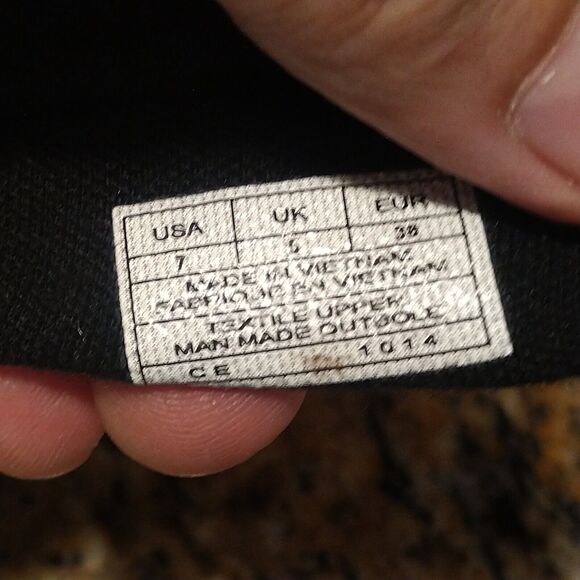 USA UK EUR
7 5 38
MADE IN VIETNAM
FABRIQUE EN VIETNAM
TEXTILE UPPER
MAN MADE OUTSOLE
CE 1014